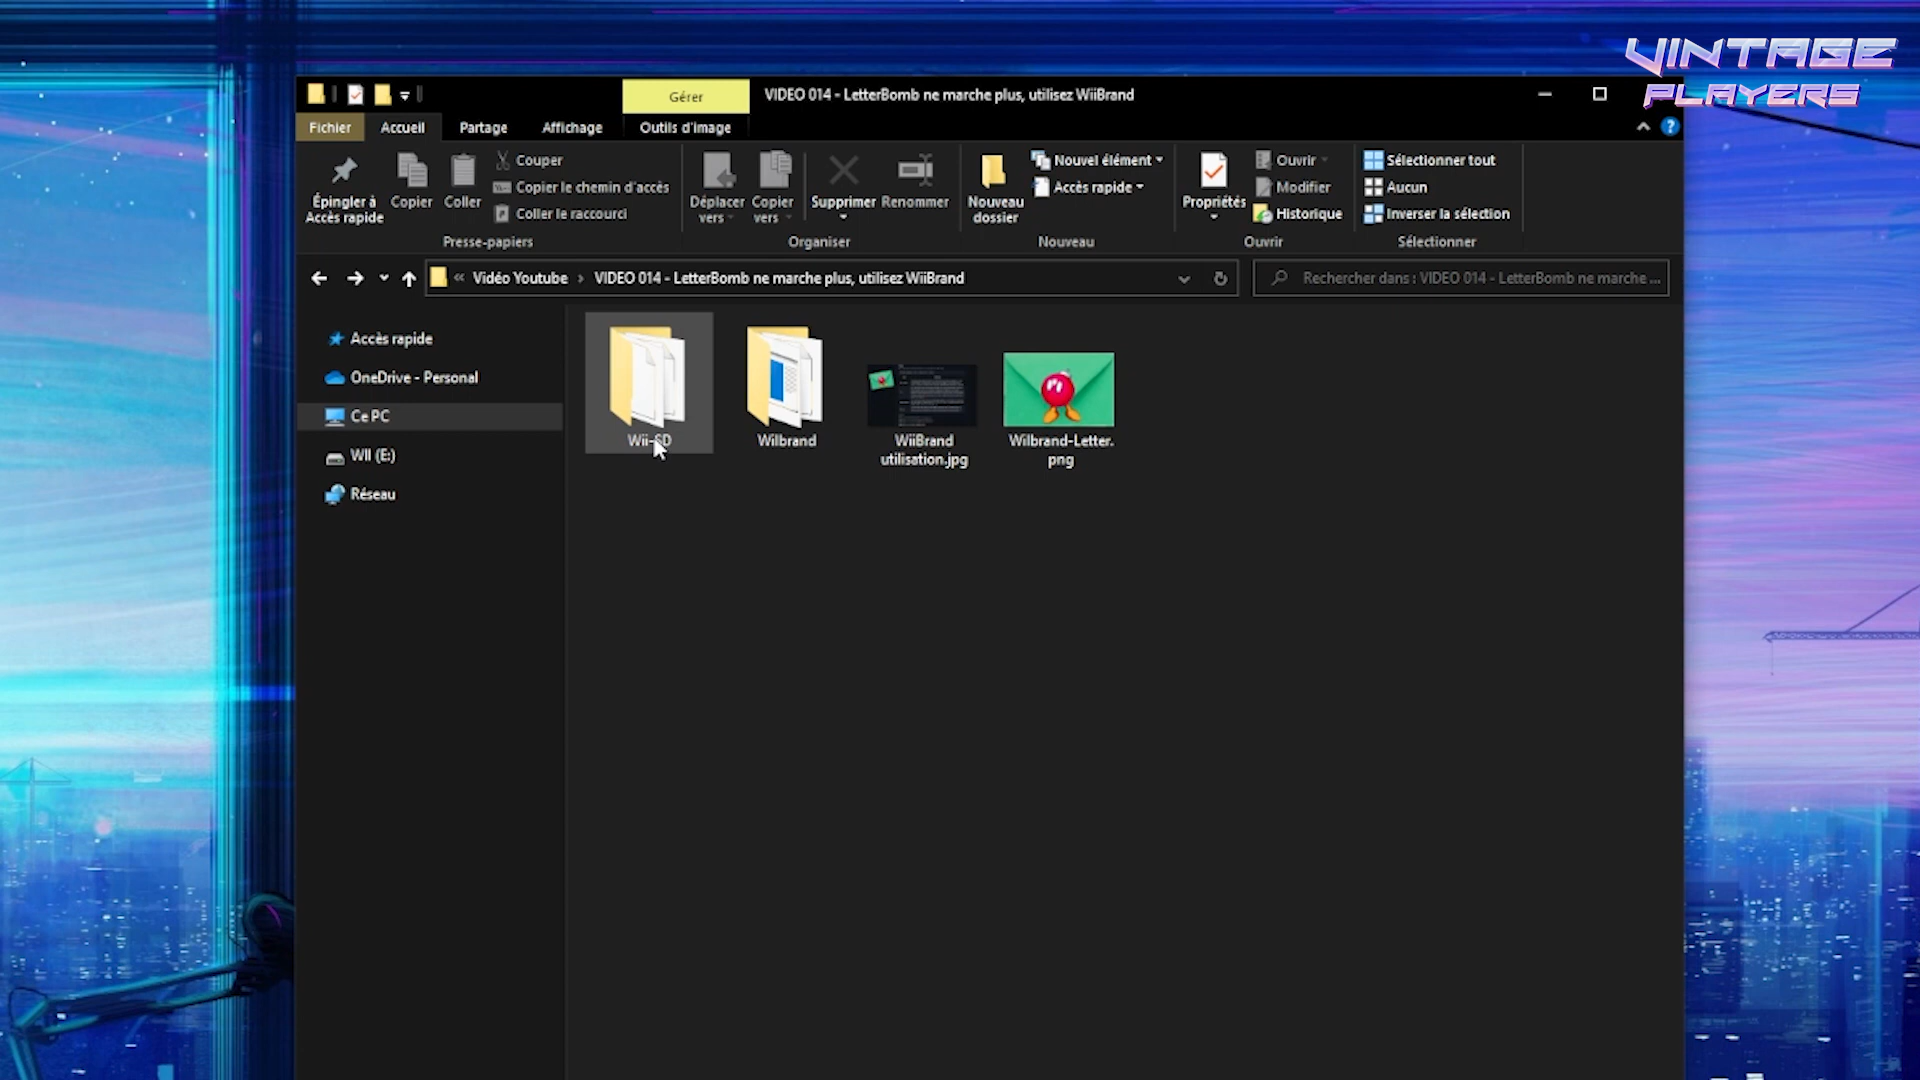 VINTAGE
PLAYERS
Gérer
VIDEO 014 - LetterBomb ne marche plus, utilisez WiiBrand
Fichier
Accueil
Partage
Affichage
Outils d'image
Épingler à
Accès rapide
Copier
Coller
Couper
Copier le chemin d'accès
Coller le raccourci
Presse-papiers
Déplacer
vers
Copier
vers
Supprimer
Renommer
Organiser
Nouveau
dossier
Nouvel élément
Accès rapide
Nouveau
Propriétés
Ouvrir
Modifier
Historique
Ouvrir
Sélectionner tout
Aucun
Inverser la sélection
Sélectionner
« Vidéo Youtube › VIDEO 014 - LetterBomb ne marche plus, utilisez WiiBrand
Rechercher dans : VIDEO 014 - LetterBomb ne marche ...
Accès rapide
OneDrive - Personal
Ce PC
WII (E:)
Réseau
Wii-SD
Wilbrand
WiiBrand
utilisation.jpg
Wilbrand-Letter.
png